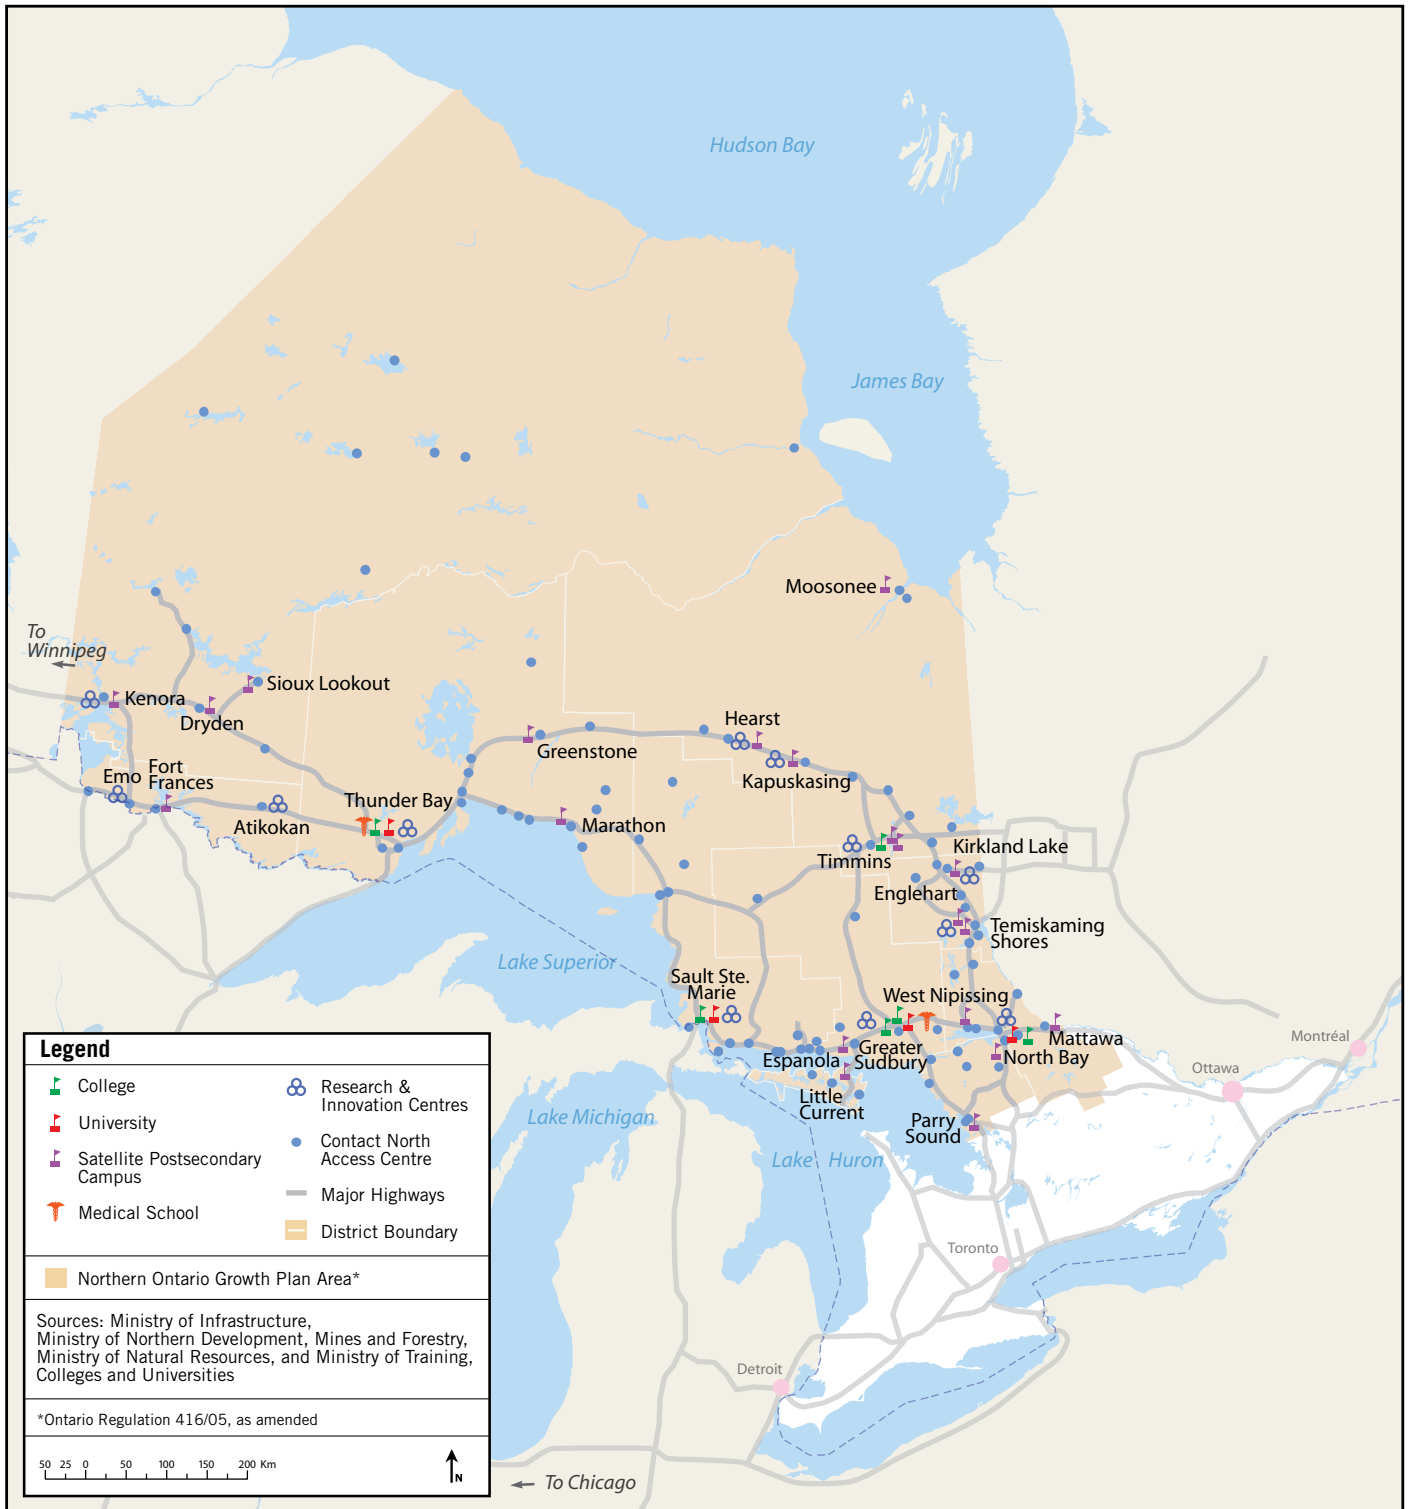 Hudson Bay
James Bay
Moosonee
To
Winnipeg
Sioux Lookout
Kenora
Dryden
Hearst
Greenstone
Fort
Frances
Emo
Kapuskasing
Thunder Bay
Atikokan
Marathon
Kirkland Lake
Timmins
Englehart
Temiskaming
Shores
Lake Superior
Sault Ste.
Marie
West Nipissing
Mattawa
Montréal
Greater
Sudbury
Espanola
North Bay
Ottawa
Little
Current
Lake Michigan
Parry
Sound
Lake Huron
Toronto
Detroit
To Chicago
Legend
College
University
Satellite Postsecondary
Campus
Medical School
Research &
Innovation Centres
Contact North
Access Centre
Major Highways
District Boundary
Northern Ontario Growth Plan Area*
Sources: Ministry of Infrastructure,
Ministry of Northern Development, Mines and Forestry,
Ministry of Natural Resources, and Ministry of Training,
Colleges and Universities
*Ontario Regulation 416/05, as amended
50 25 0 50 100 150 200 Km
N